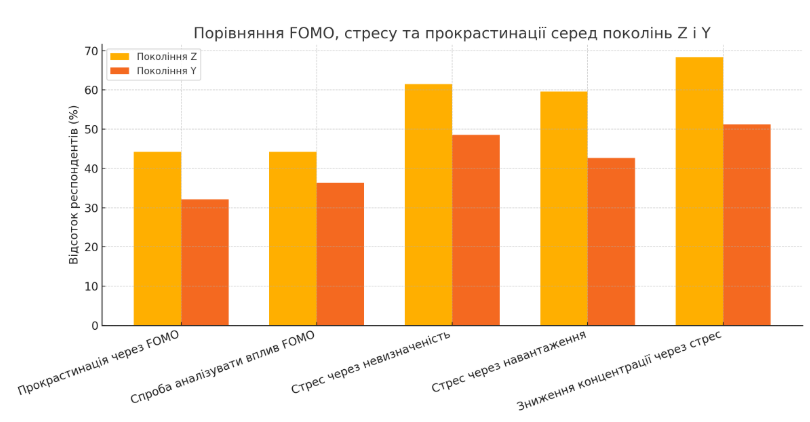 Порівняння FOMO, стресу та прокрастинації серед поколінь Z і Y
Покоління Z
Покоління Y
Відсоток респондентів (%)
70
60
50
40
30
20
10
0
Прокрастинація через FOMO
Спроба аналізувати вплив FOMO
Стрес через невизначеність
Стрес через навантаження
Зниження концентрації через стрес